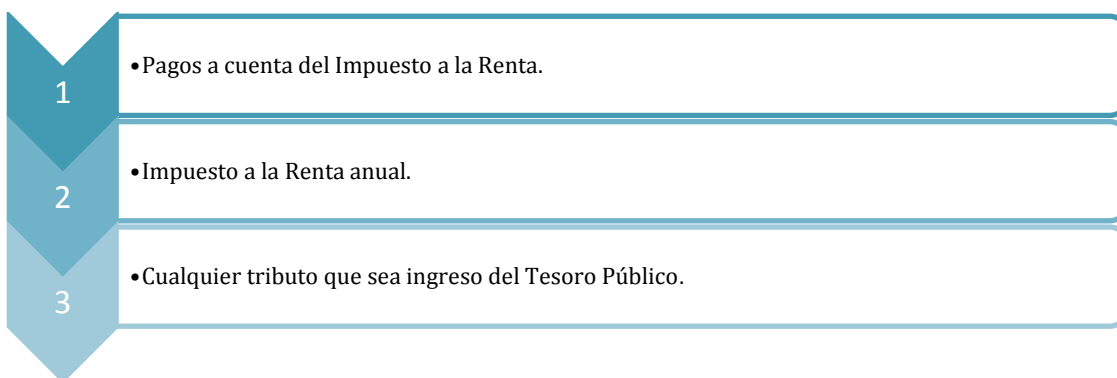 1
•Pagos a cuenta del Impuesto a la Renta.
2
•Impuesto a la Renta anual.
3
•Cualquier tributo que sea ingreso del Tesoro Público.